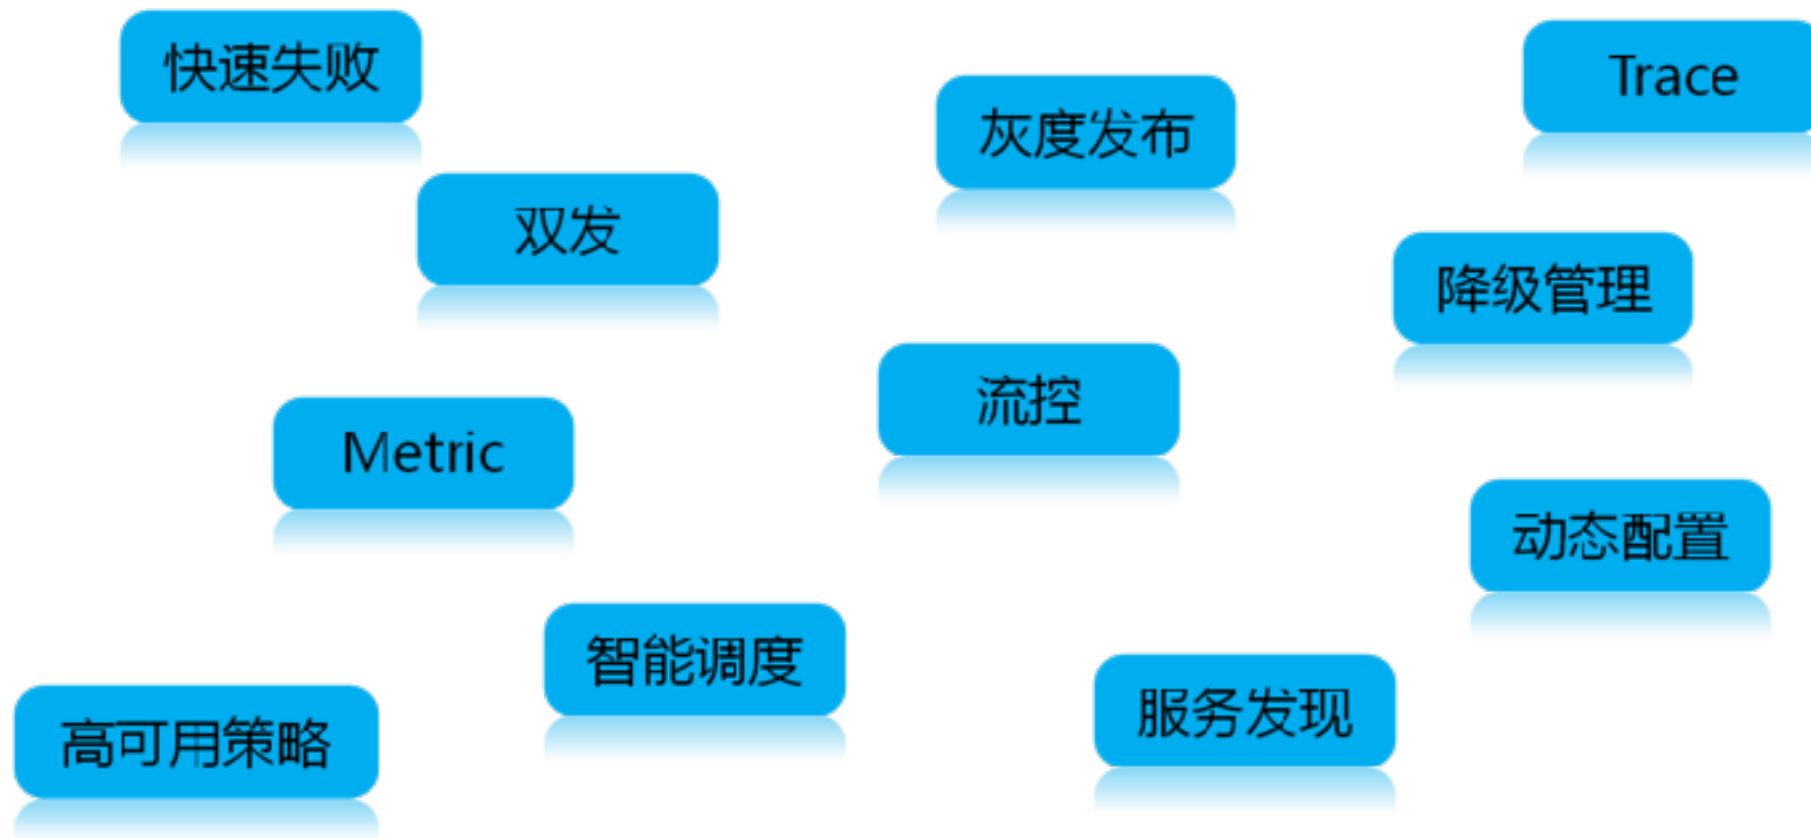 快速失败
Trace
灰度发布
双发
降级管理
流控
Metric
动态配置
智能调度
服务发现
高可用策略